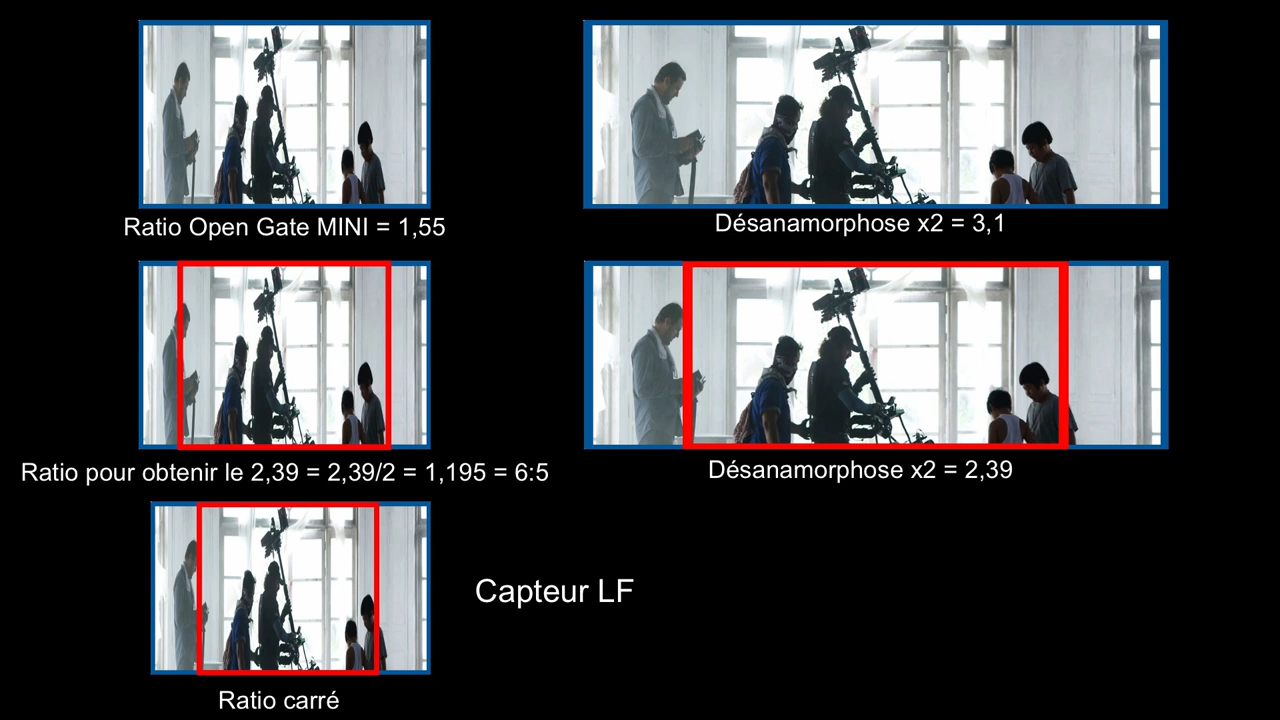 Ratio Open Gate MINI = 1,55
Désanamorphose x2 = 3,1
Ratio pour obtenir le 2,39 = 2,39/2 = 1,195 = 6:5
Désanamorphose x2 = 2,39
Capteur LF
Ratio carré